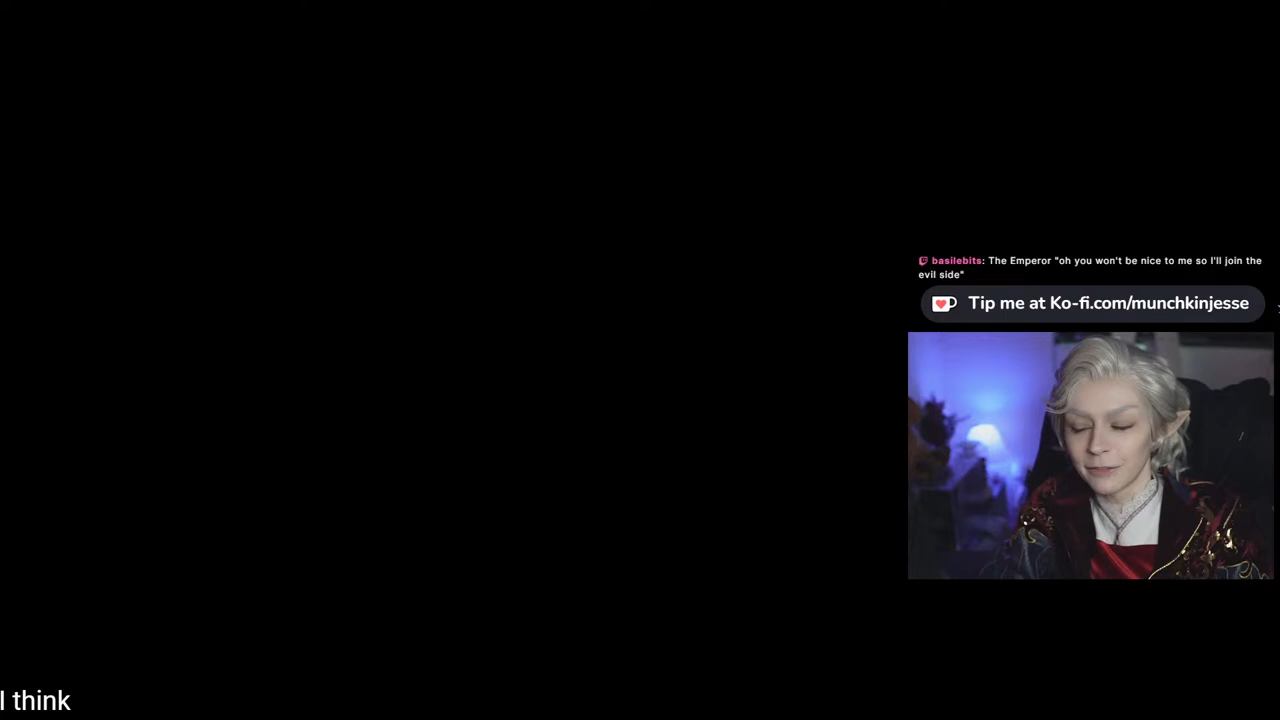 basilebits: The Emperor "oh you won't be nice to me so I'll join the
evil side"
Tip me at Ko-fi.com/munchkinjesse
I think